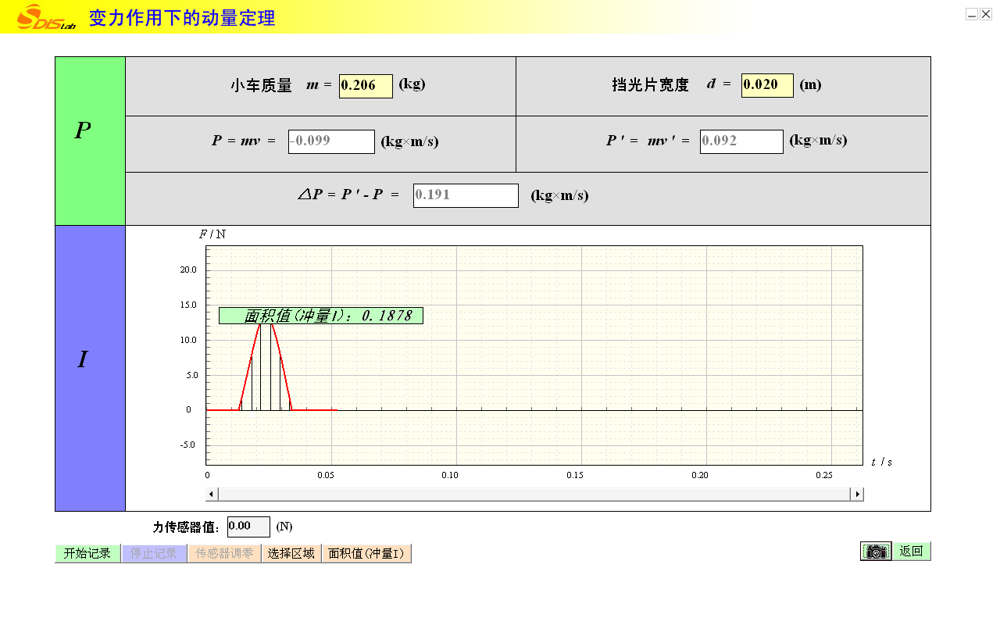 DISLab 变力作用下的动量定理
小车质量 m = 0.206 (kg)
挡光片宽度 d = 0.020 (m)
P
P = mv = -0.099 (kg×m/s)
P ' = mv ' = 0.092 (kg×m/s)
△P = P ' - P = 0.191 (kg×m/s)
F / N
20.0
15.0
面积值(冲量I): 0.1878
10.0
I
5.0
0
-5.0
t / s
0 0.05 0.10 0.15 0.20 0.25
力传感器值: 0.00 (N)
开始记录 停止记录 传感器调零 选择区域 面积值(冲量I) 返回